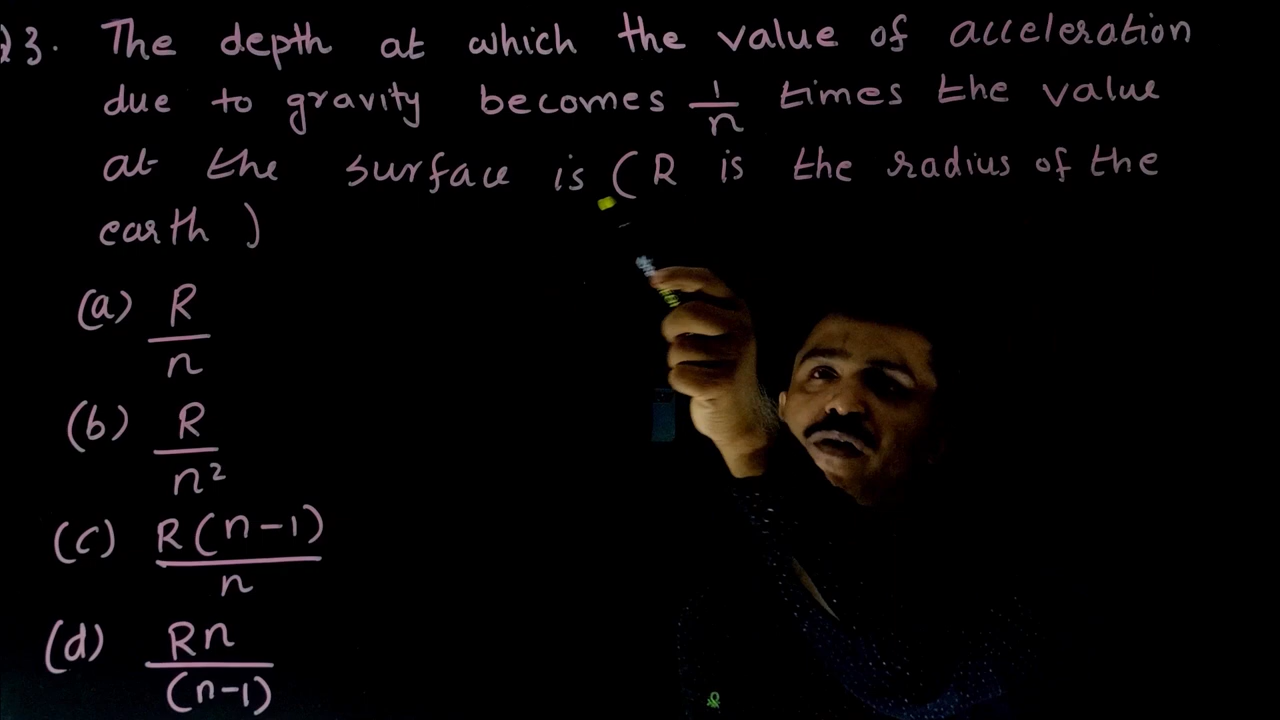 23. The depth at which the value of acceleration
due to gravity becomes 1/n times the value
at the surface is (R is the radius of the
earth)
(a) R/n
(b) R/n²
(c) R(n-1)/n
(d) Rn/(n-1)